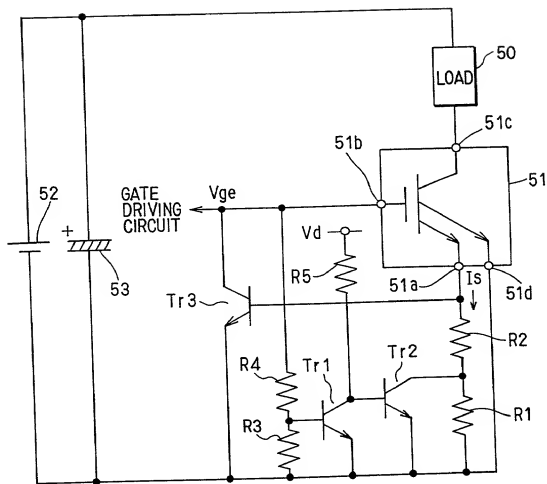 50
LOAD
51c
51b
51
52
GATE
DRIVING
CIRCUIT
Vge
+
Vd
53
R5
51a
Is
51d
Tr3
R2
R4
Tr1
Tr2
R3
R1